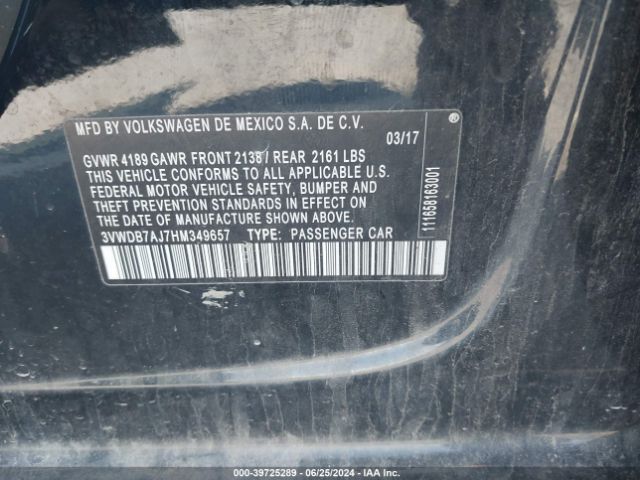 MFD BY VOLKSWAGEN DE MEXICO S.A. DE C.V.
03/17
®
GVWR 4189 GAWR FRONT 2138 / REAR 2161 LBS
THIS VEHICLE CONFORMS TO ALL APPLICABLE U.S.
FEDERAL MOTOR VEHICLE SAFETY, BUMPER AND
THEFT PREVENTION STANDARDS IN EFFECT ON
THE DATE OF MANUFACTURE SHOWN ABOVE.
3VWDB7AJ7HM349657 TYPE: PASSENGER CAR
111658163001
000-39725289 - 06/25/2024 - IAA Inc.